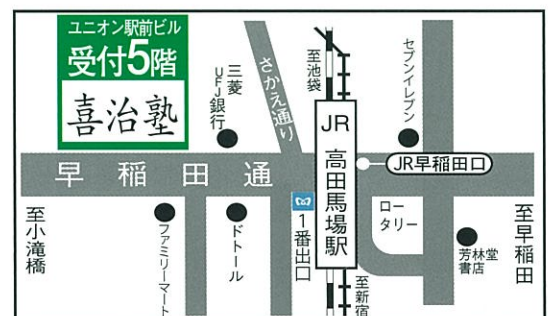 ユニオン駅前ビル
受付5階
喜治塾
三菱
UFJ銀行
さかえ通り
至池袋
セブンイレブン
JR
高田馬場駅
JR早稲田口
早稲田通
至小滝橋
ファミリーマート
ドトール
1番出口
ロー
タリー
芳林堂
書店
至早稲田
至新宿